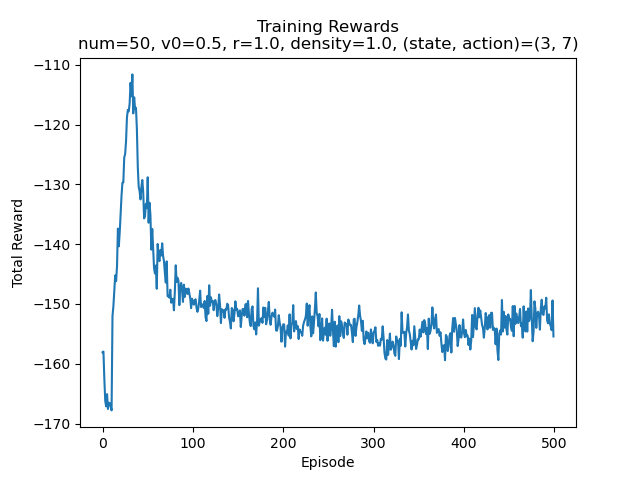 Training Rewards
num=50, v0=0.5, r=1.0, density=1.0, (state, action)=(3, 7)
−110
−120
−130
−140
−150
−160
−170
Total Reward
0 100 200 300 400 500
Episode